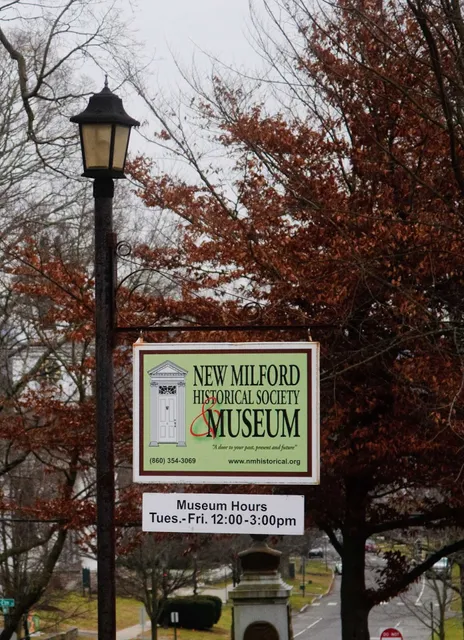 NEW MILFORD
HISTORICAL SOCIETY
& MUSEUM
"A door to your past, present and future"
(860) 354-3069 www.nmhistorical.org
Museum Hours
Tues.-Fri. 12:00-3:00pm